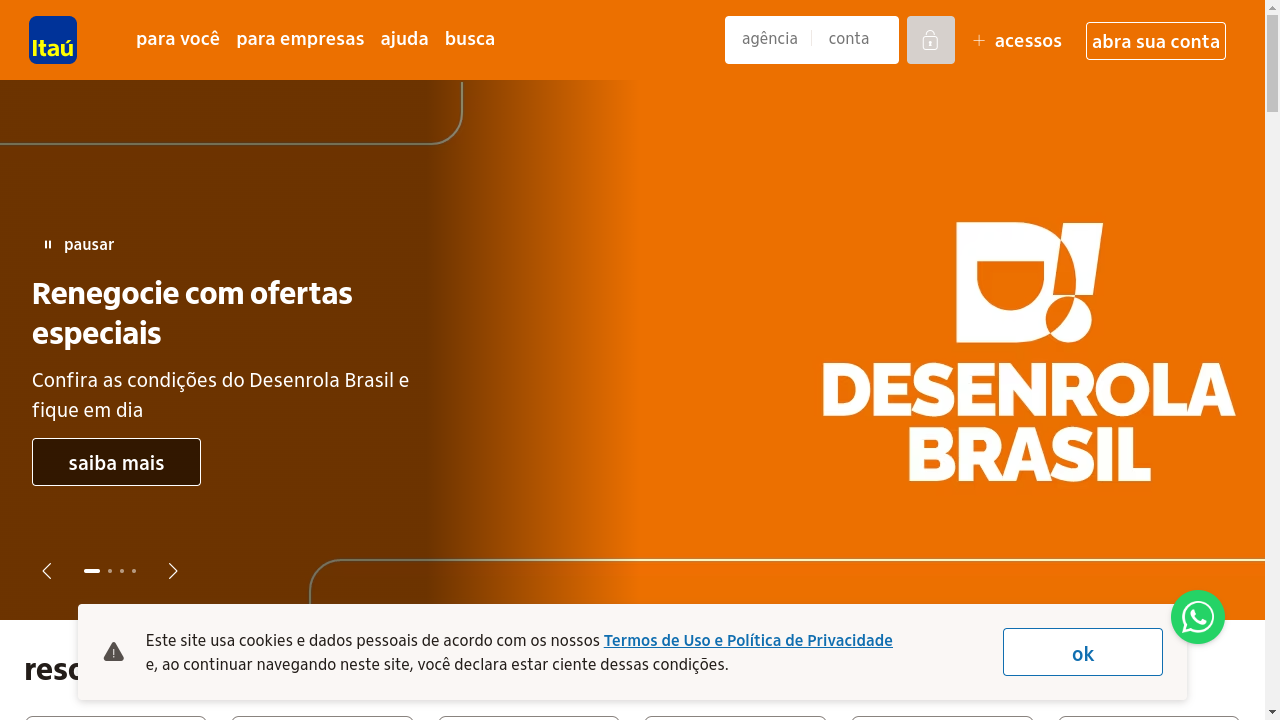 Itaú
para você para empresas ajuda busca
agência conta
acessos
abra sua conta
pausar
Renegocie com ofertas
especiais
Confira as condições do Desenrola Brasil e
fique em dia
saiba mais
D!
DESENROLA
BRASIL
Este site usa cookies e dados pessoais de acordo com os nossos Termos de Uso e Política de Privacidade
e, ao continuar navegando neste site, você declara estar ciente dessas condições.
ok